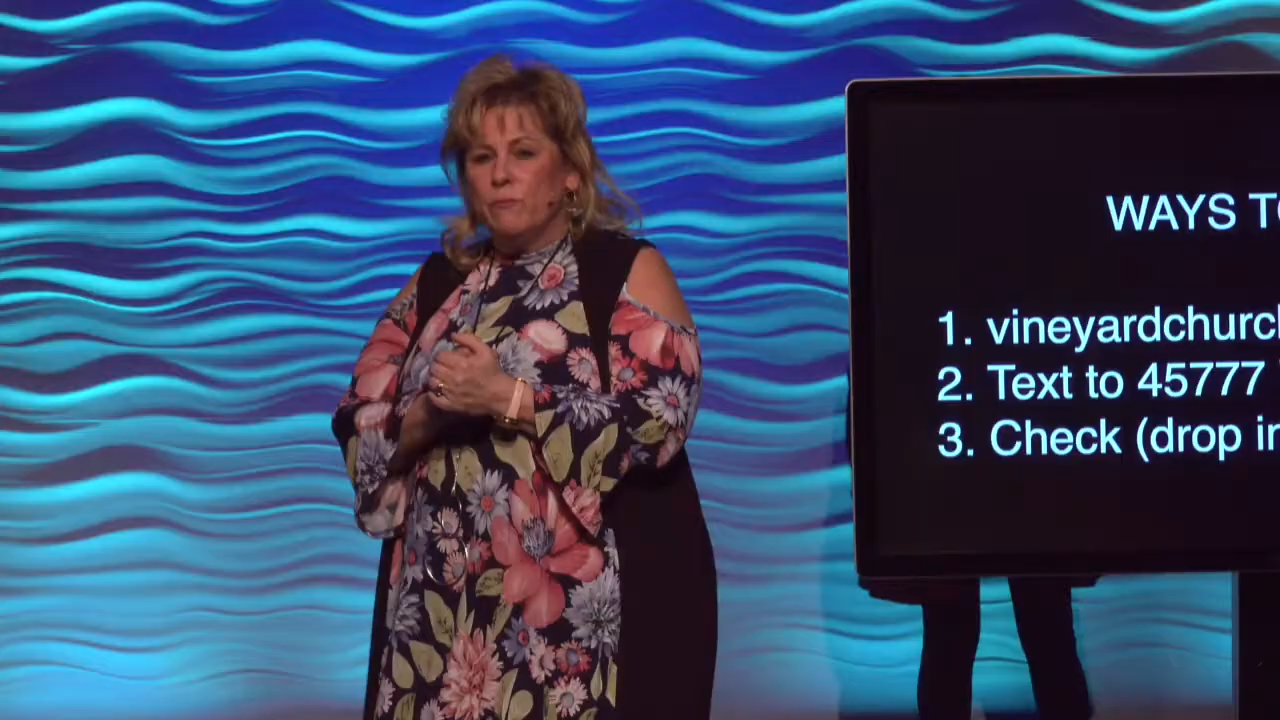 WAYS
1. vineyardchurc
2. Text to 45777
3. Check (drop